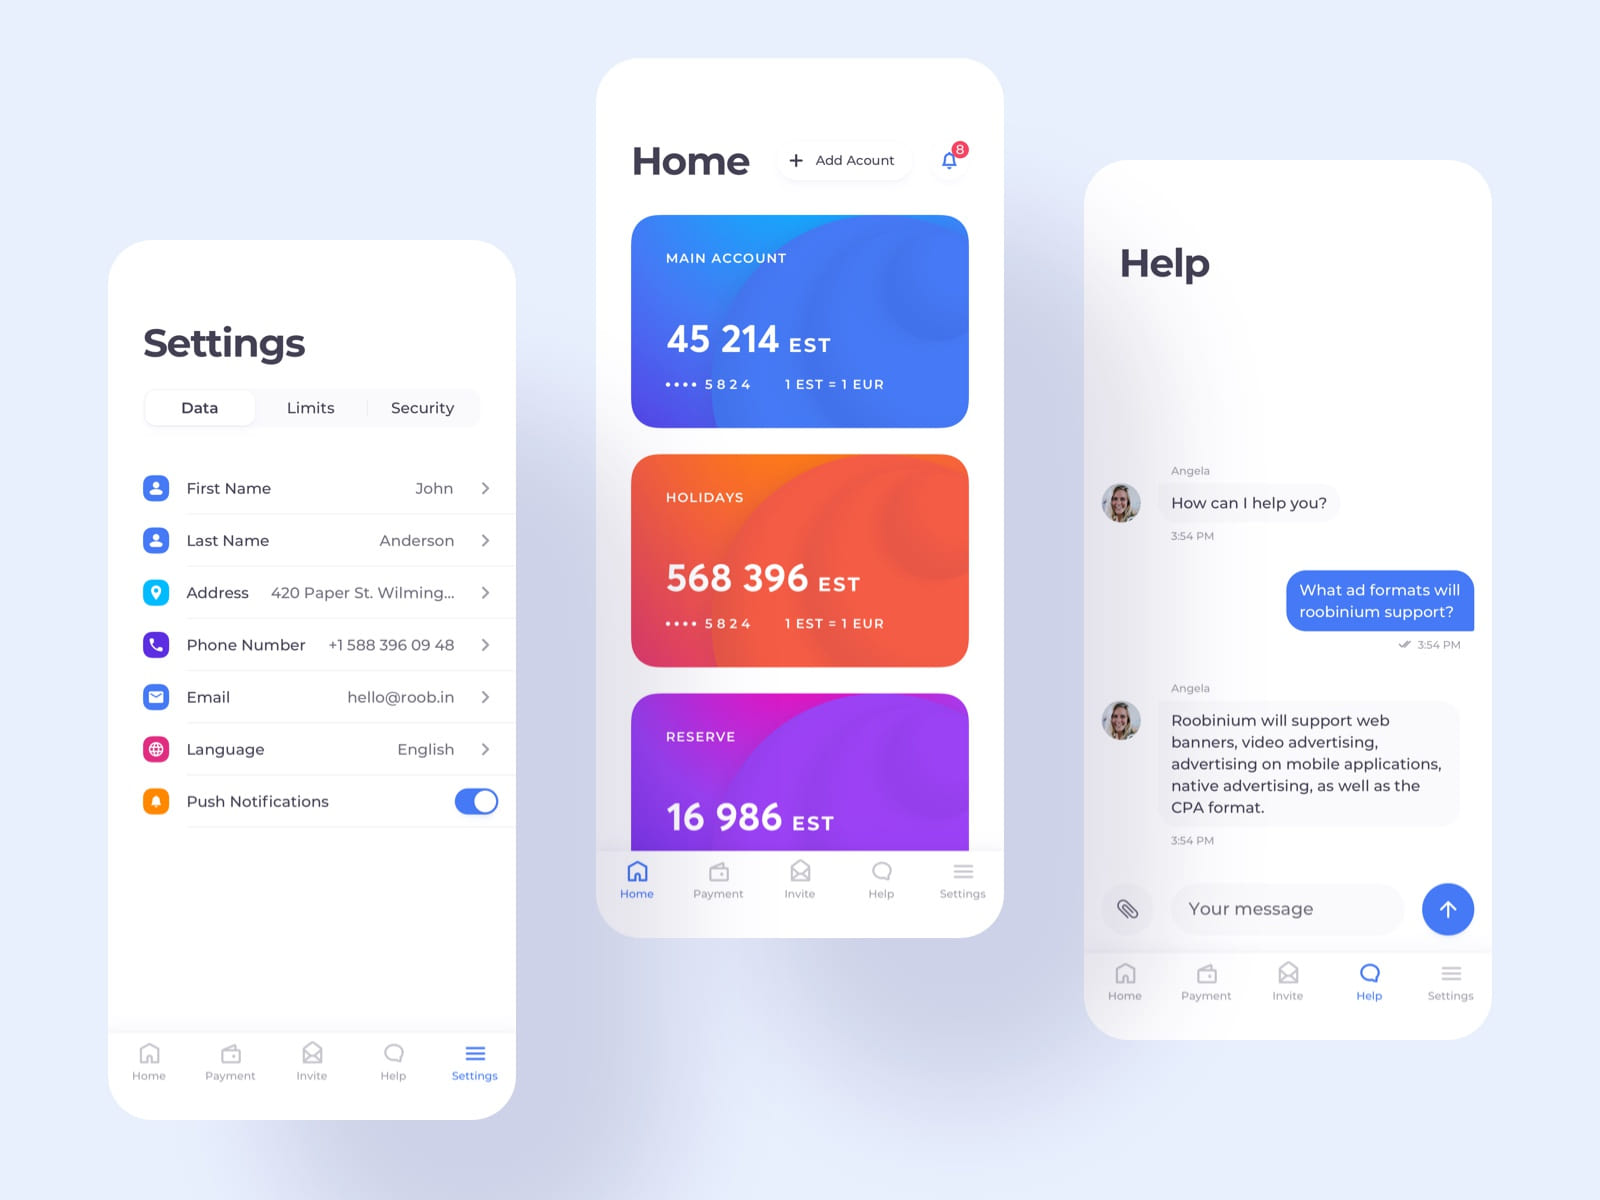 Settings
Data Limits Security
First Name John
Last Name Anderson
Address 420 Paper St. Wilming...
Phone Number +1 588 396 09 48
Email hello@roob.in
Language English
Push Notifications
Home Payment Invite Help Settings
Home + Add Acount 8
MAIN ACCOUNT
45 214 EST
•••• 5824 1 EST = 1 EUR
HOLIDAYS
568 396 EST
•••• 5824 1 EST = 1 EUR
RESERVE
16 986 EST
Home Payment Invite Help Settings
Help
Angela
How can I help you?
3:54 PM
What ad formats will
roobinium support?
3:54 PM
Angela
Roobinium will support web
banners, video advertising,
advertising on mobile applications,
native advertising, as well as the
CPA format.
3:54 PM
Your message
Home Payment Invite Help Settings